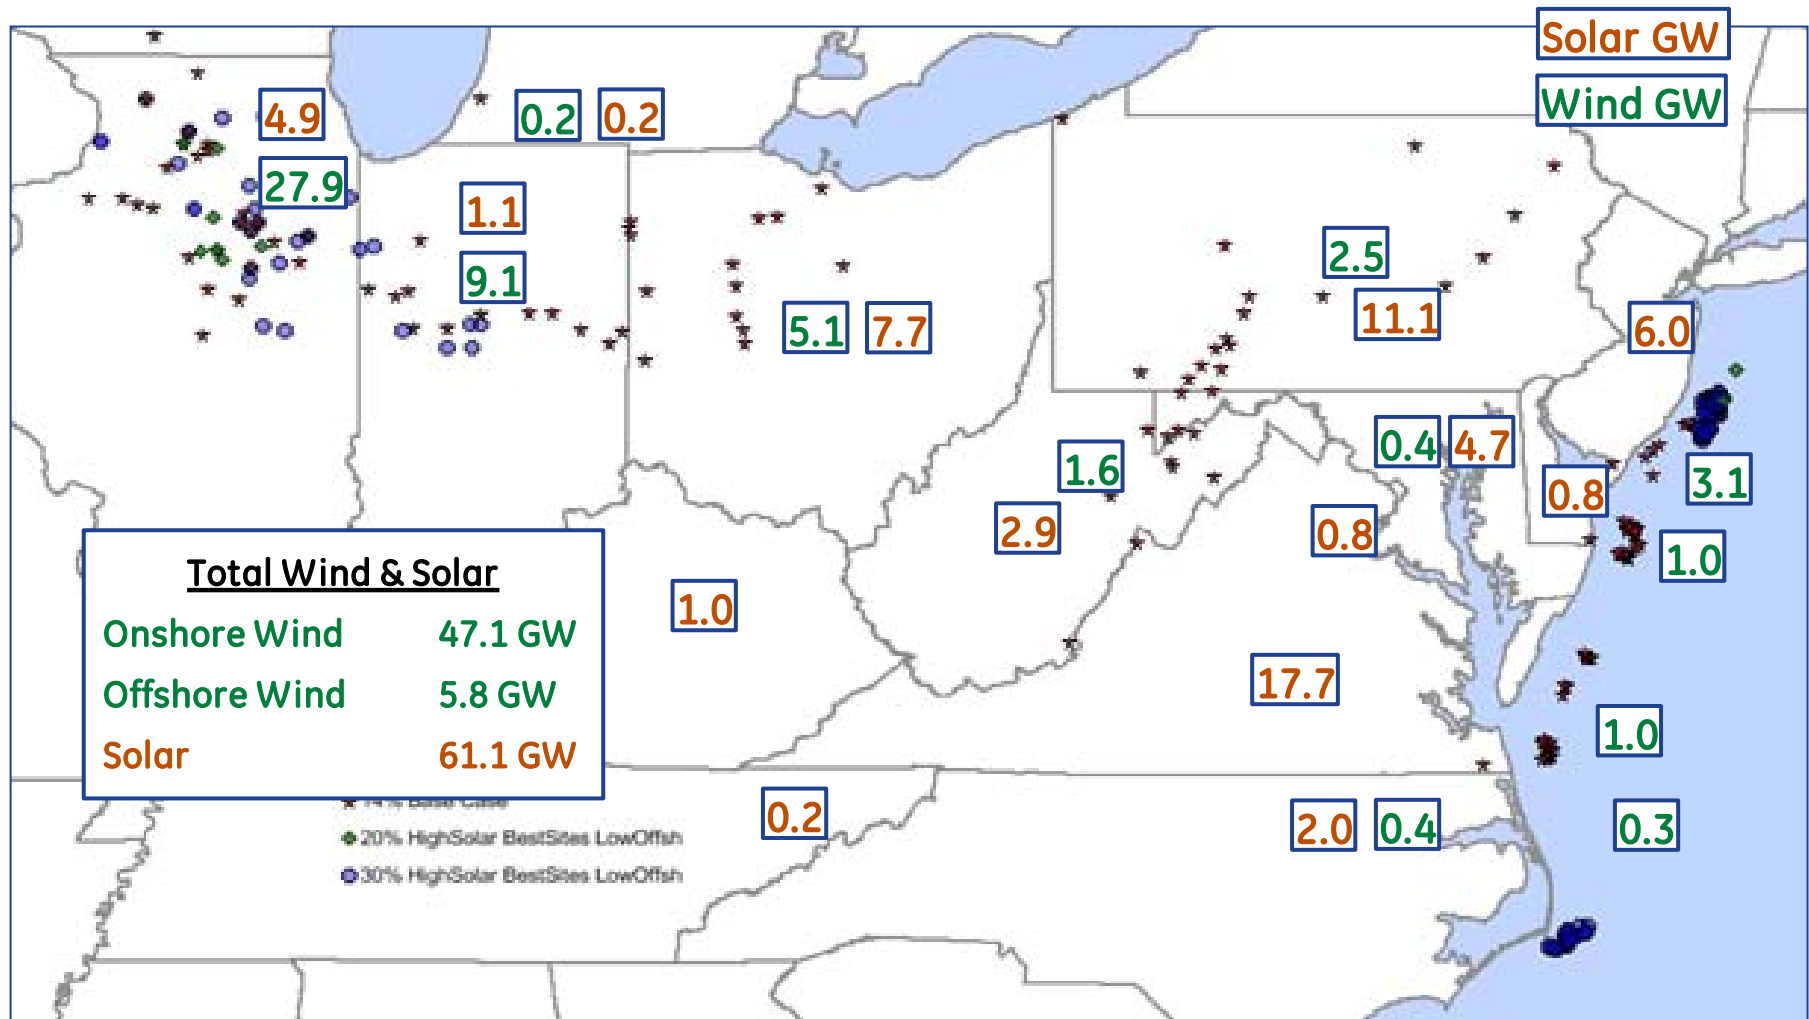 Solar GW
Wind GW
4.9
0.2 0.2
27.9
1.1
9.1
2.5
11.1
5.1 7.7
6.0
0.4 4.7
1.6
3.1
0.8
2.9
0.8
1.0
1.0
17.7
1.0
Total Wind & Solar
Onshore Wind 47.1 GW
Offshore Wind 5.8 GW
Solar 61.1 GW
0.2
2.0 0.4
0.3
14% Base Case
20% HighSolar BestSites LowOffsh
30% HighSolar BestSites LowOffsh